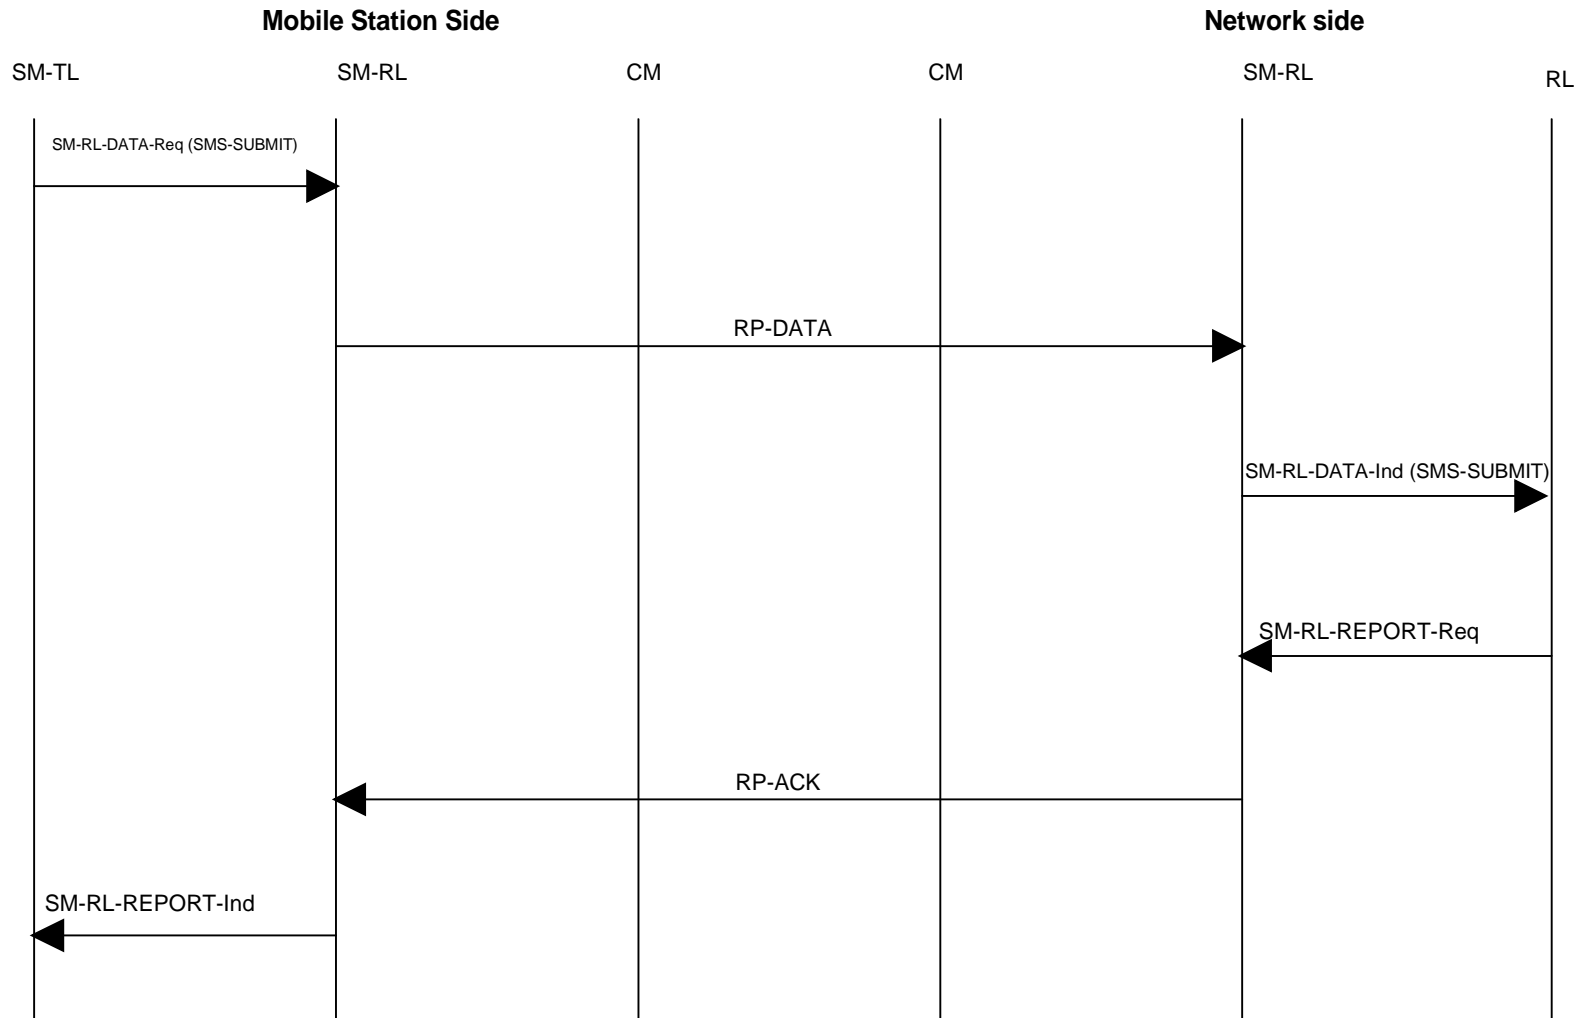 Mobile Station Side
Network side
SM-TL
SM-RL
CM
CM
SM-RL
RL
SM-RL-DATA-Req (SMS-SUBMIT)
RP-DATA
SM-RL-DATA-Ind (SMS-SUBMIT)
SM-RL-REPORT-Req
RP-ACK
SM-RL-REPORT-Ind